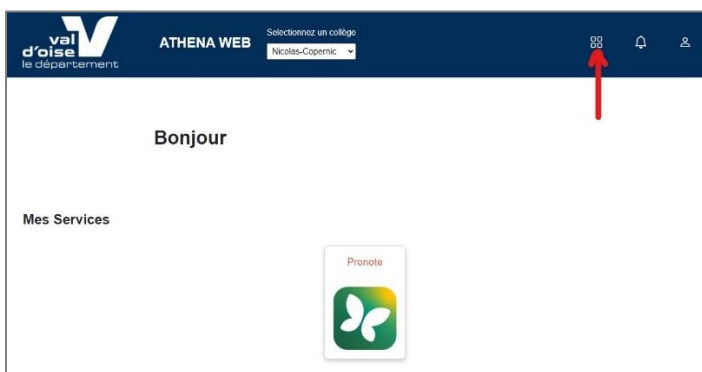 val
d'oise
le département
ATHENA WEB
Selectionnez un collège
Nicolas-Copernic
Bonjour
Mes Services
Pronote